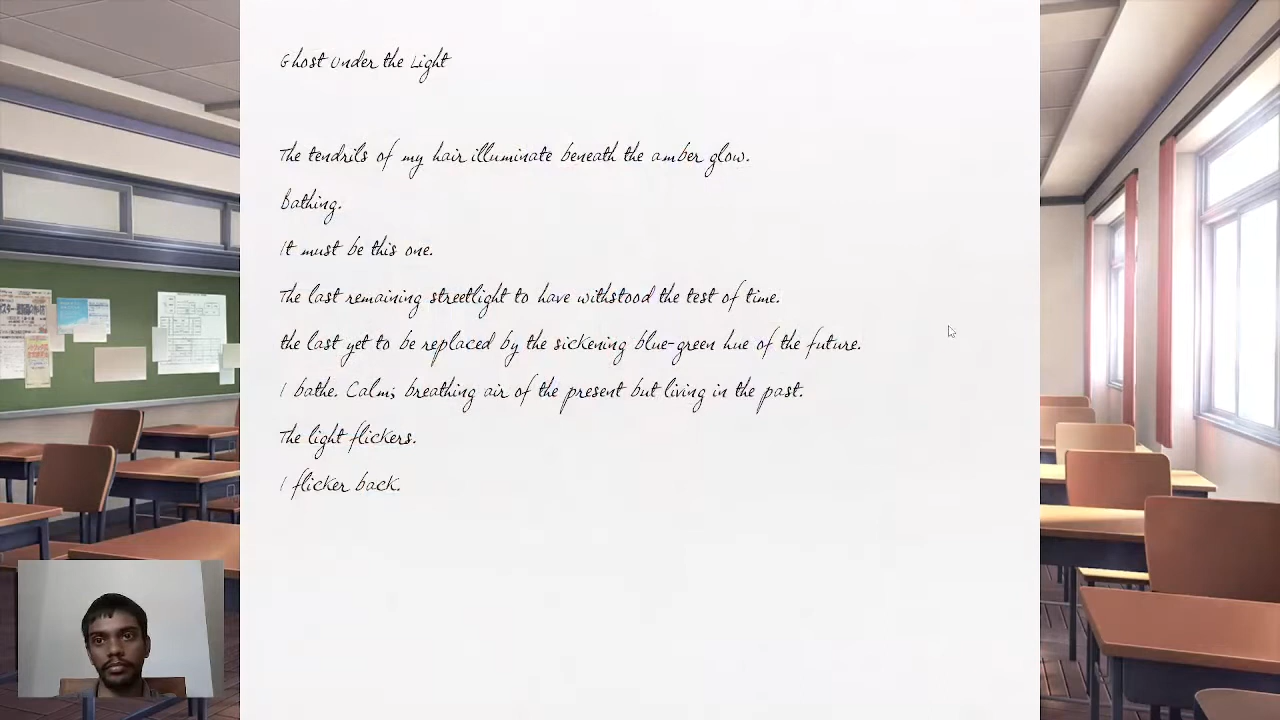 Ghost Under the Light
The tendrils of my hair illuminate beneath the amber glow.
Bathing.
It must be this one.
The last remaining streetlight to have withstood the test of time.
the last yet to be replaced by the sickening blue-green hue of the future.
I bathe. Calm; breathing air of the present but living in the past.
The light flickers.
I flicker back.